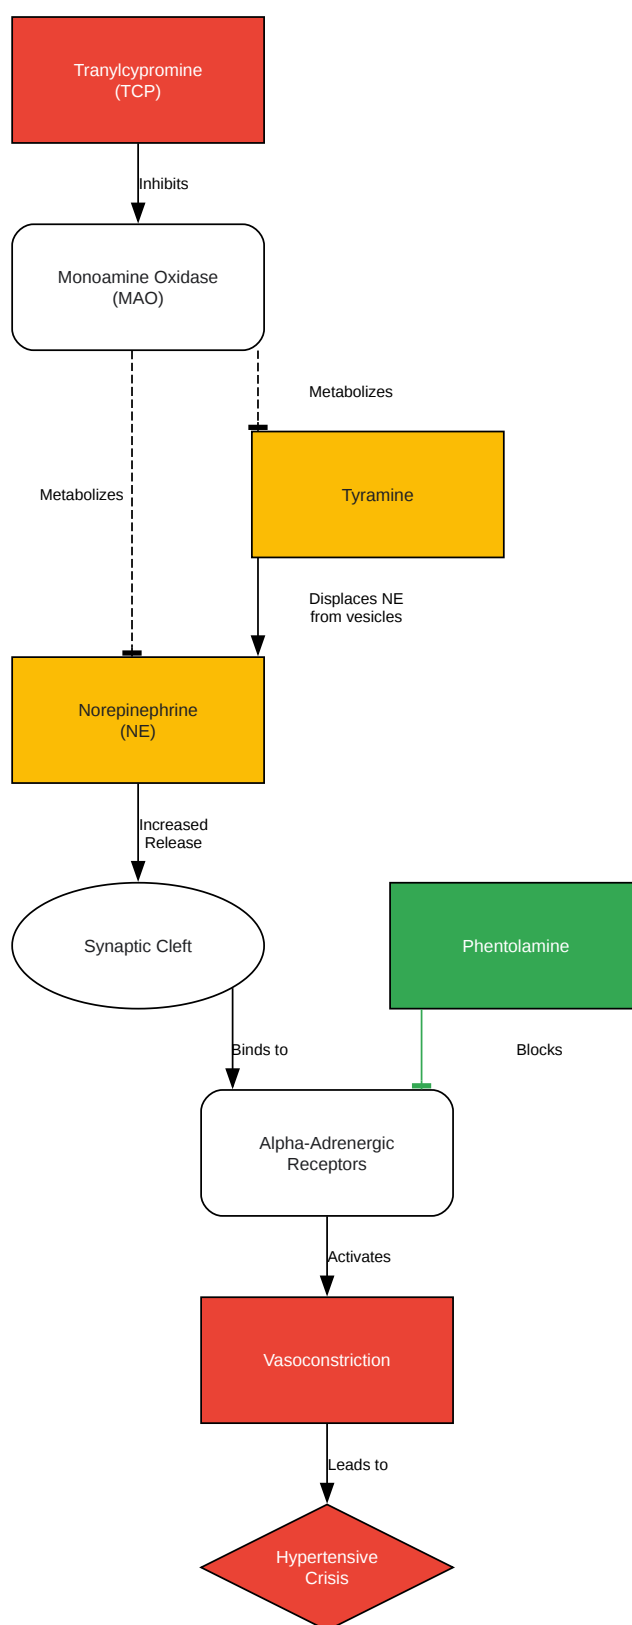 Tranylcypromine
(TCP)
Inhibits
Monoamine Oxidase
(MAO)
Metabolizes
Tyramine
Metabolizes
Displaces NE
from vesicles
Norepinephrine
(NE)
Increased
Release
Synaptic Cleft
Phentolamine
Binds to
Blocks
Alpha-Adrenergic
Receptors
Activates
Vasoconstriction
Leads to
Hypertensive
Crisis